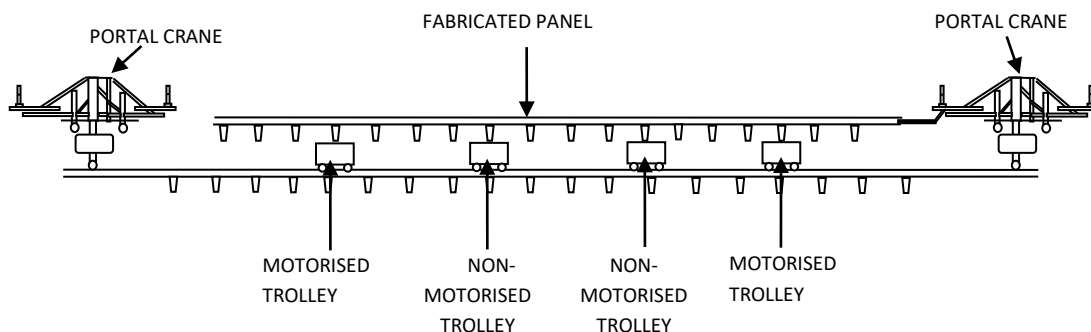 PORTAL CRANE
FABRICATED PANEL
PORTAL CRANE
MOTORISED
TROLLEY
NON-
MOTORISED
TROLLEY
NON-
MOTORISED
TROLLEY
MOTORISED
TROLLEY